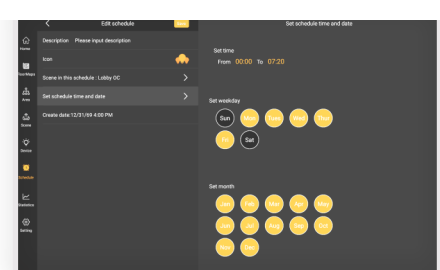 Edit schedule
Set schedule time and date
Home
Description Please input description
Set time
From 00:00 To 07:20
Icon
Scene in this schedule : Lobby GC
Area
Set schedule time and date
Set weekday
Create date:12/31/69 4:00 PM
Sun Mon Tues Wed Thur
Scene
Fri Sat
Device
Schedule
Set month
Statistics
Jan Feb Mar Apr May
Jun Jul Aug Sep Oct
Setting
Nov Dec